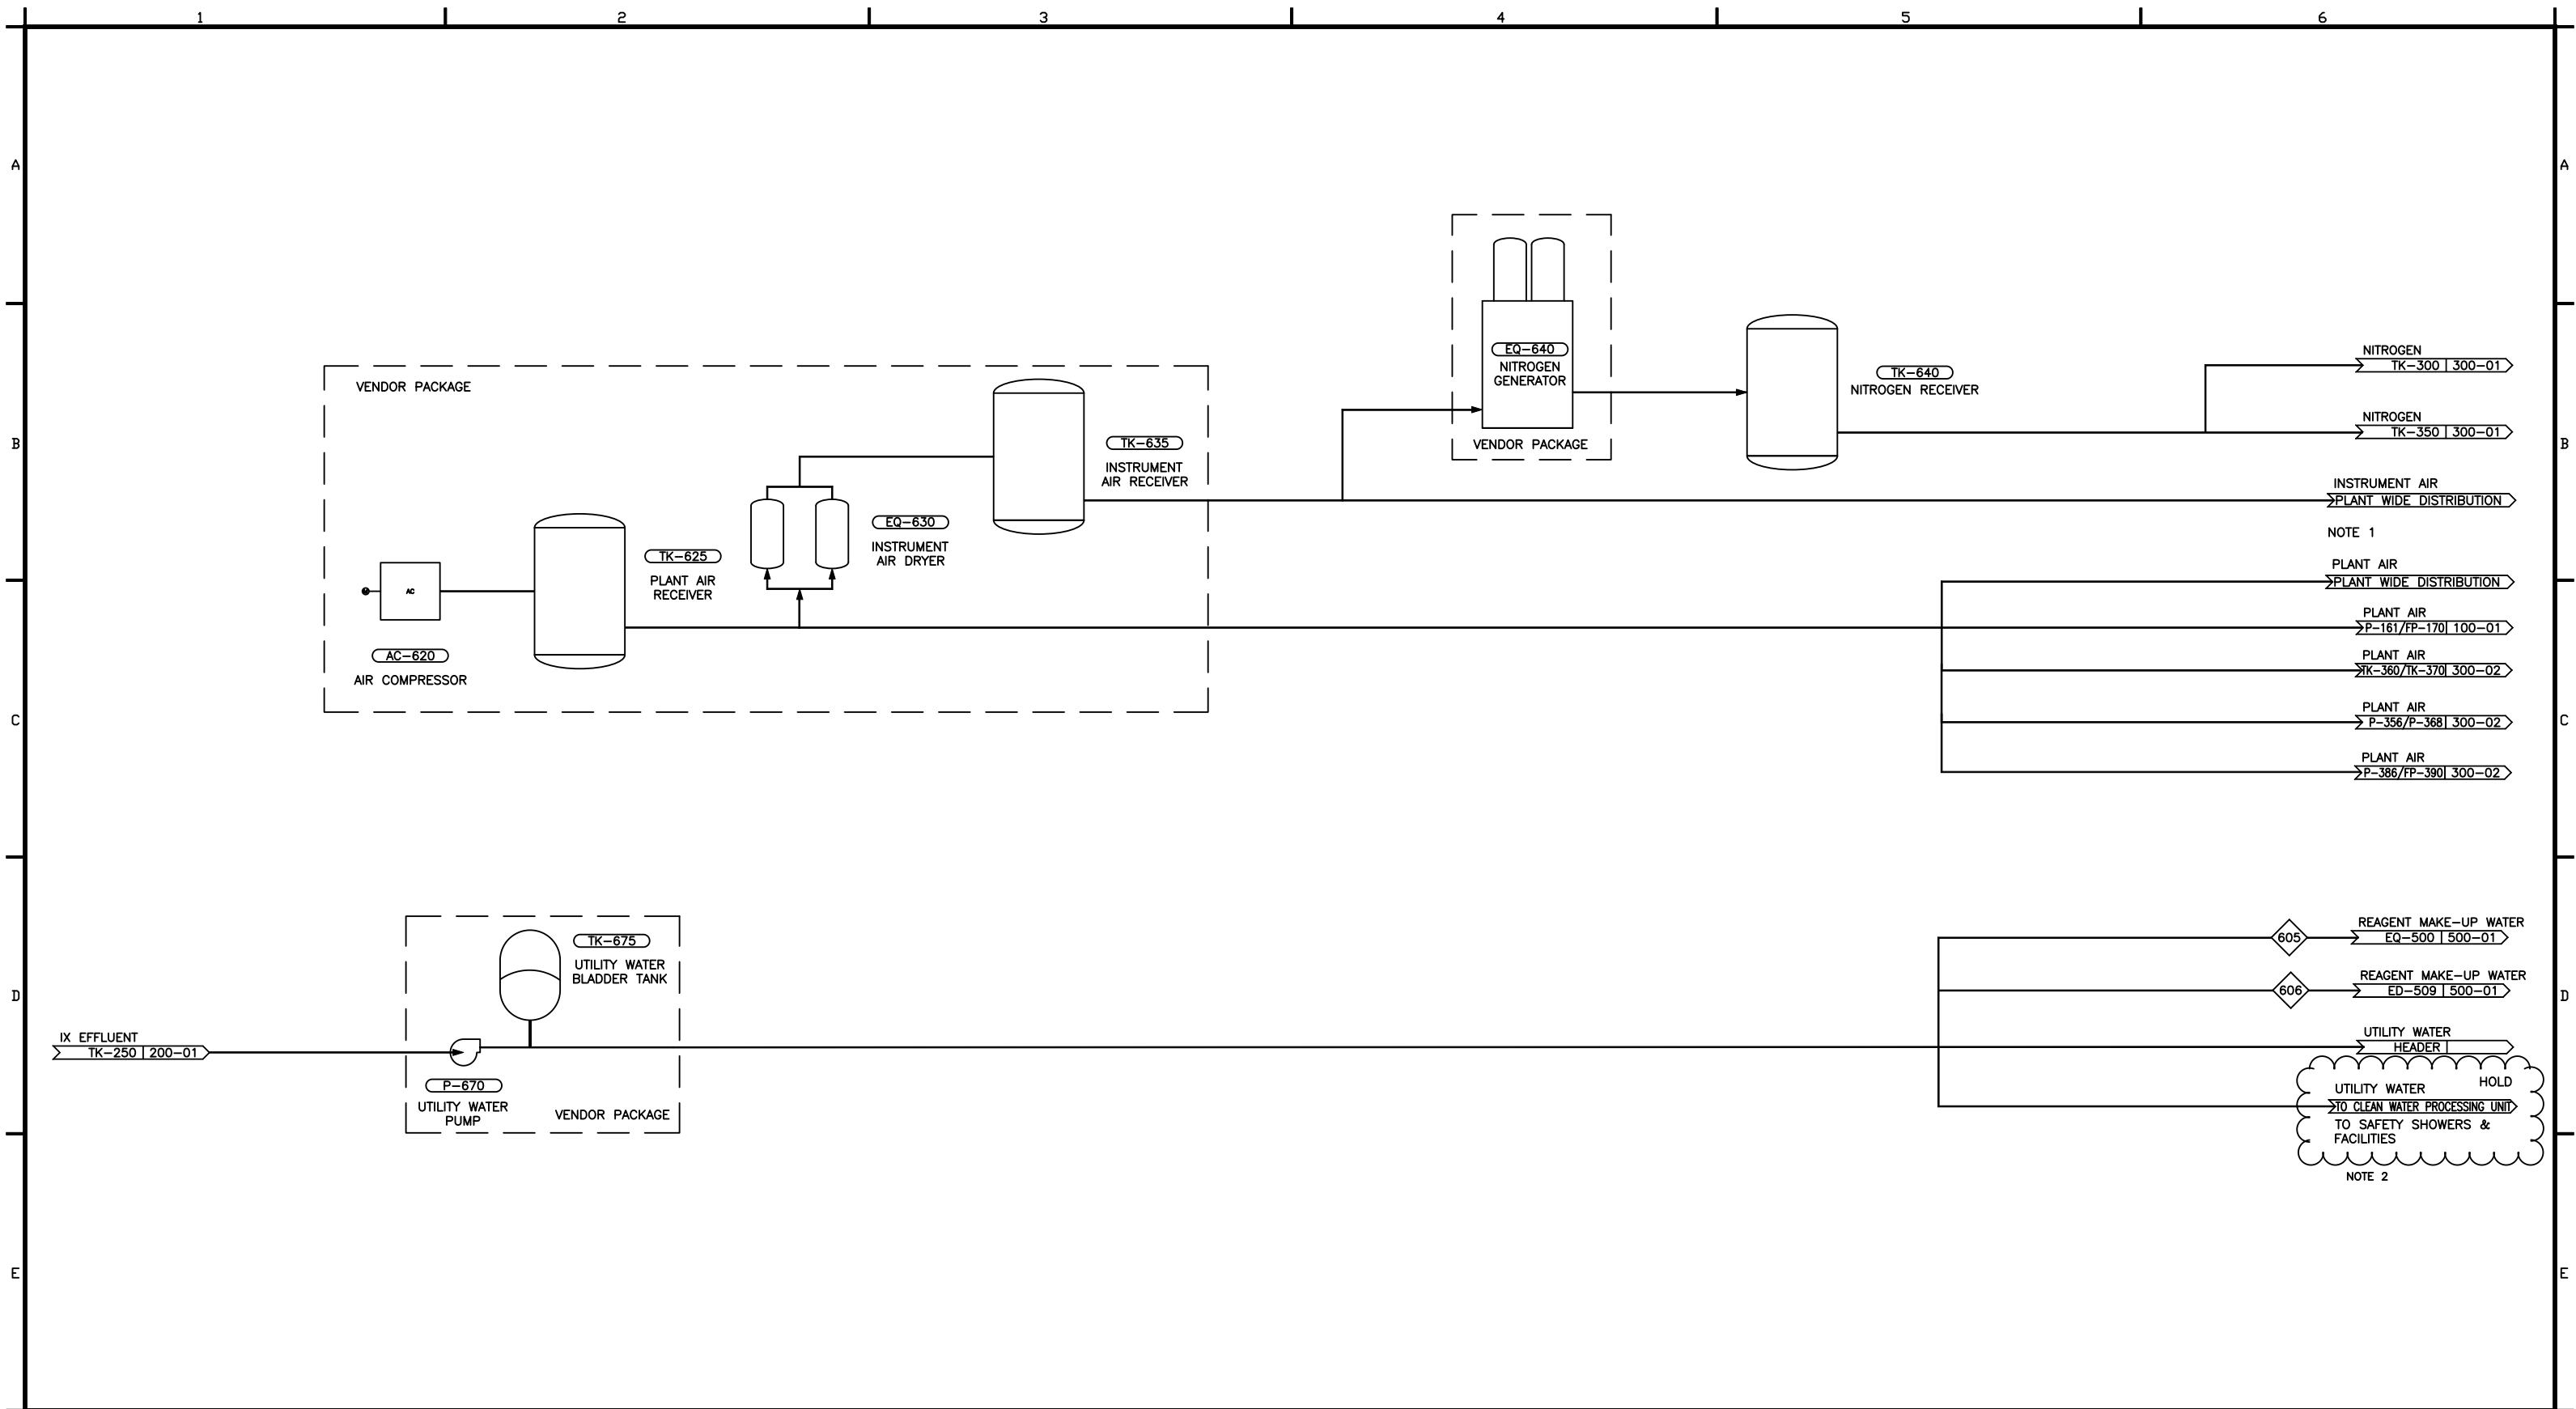 1
2
3
4
5
6
A
A
B
B
C
C
D
D
E
E
VENDOR PACKAGE
AC
AC-620
AIR COMPRESSOR
TK-625
PLANT AIR
RECEIVER
EQ-630
INSTRUMENT
AIR DRYER
TK-635
INSTRUMENT
AIR RECEIVER
EQ-640
NITROGEN
GENERATOR
VENDOR PACKAGE
TK-640
NITROGEN RECEIVER
NITROGEN
TK-300 300-01
NITROGEN
TK-350 300-01
INSTRUMENT AIR
PLANT WIDE DISTRIBUTION
NOTE 1
PLANT AIR
PLANT WIDE DISTRIBUTION
PLANT AIR
P-161/FP-170 100-01
PLANT AIR
TK-360/TK-370 300-02
PLANT AIR
P-356/P-368 300-02
PLANT AIR
P-386/FP-390 300-02
IX EFFLUENT
TK-250 200-01
TK-675
UTILITY WATER
BLADDER TANK
P-670
UTILITY WATER
PUMP
VENDOR PACKAGE
REAGENT MAKE-UP WATER
605
EQ-500 500-01
REAGENT MAKE-UP WATER
606
ED-509 500-01
UTILITY WATER
HEADER
HOLD
UTILITY WATER
TO CLEAN WATER PROCESSING UNIT
TO SAFETY SHOWERS &
FACILITIES
NOTE 2